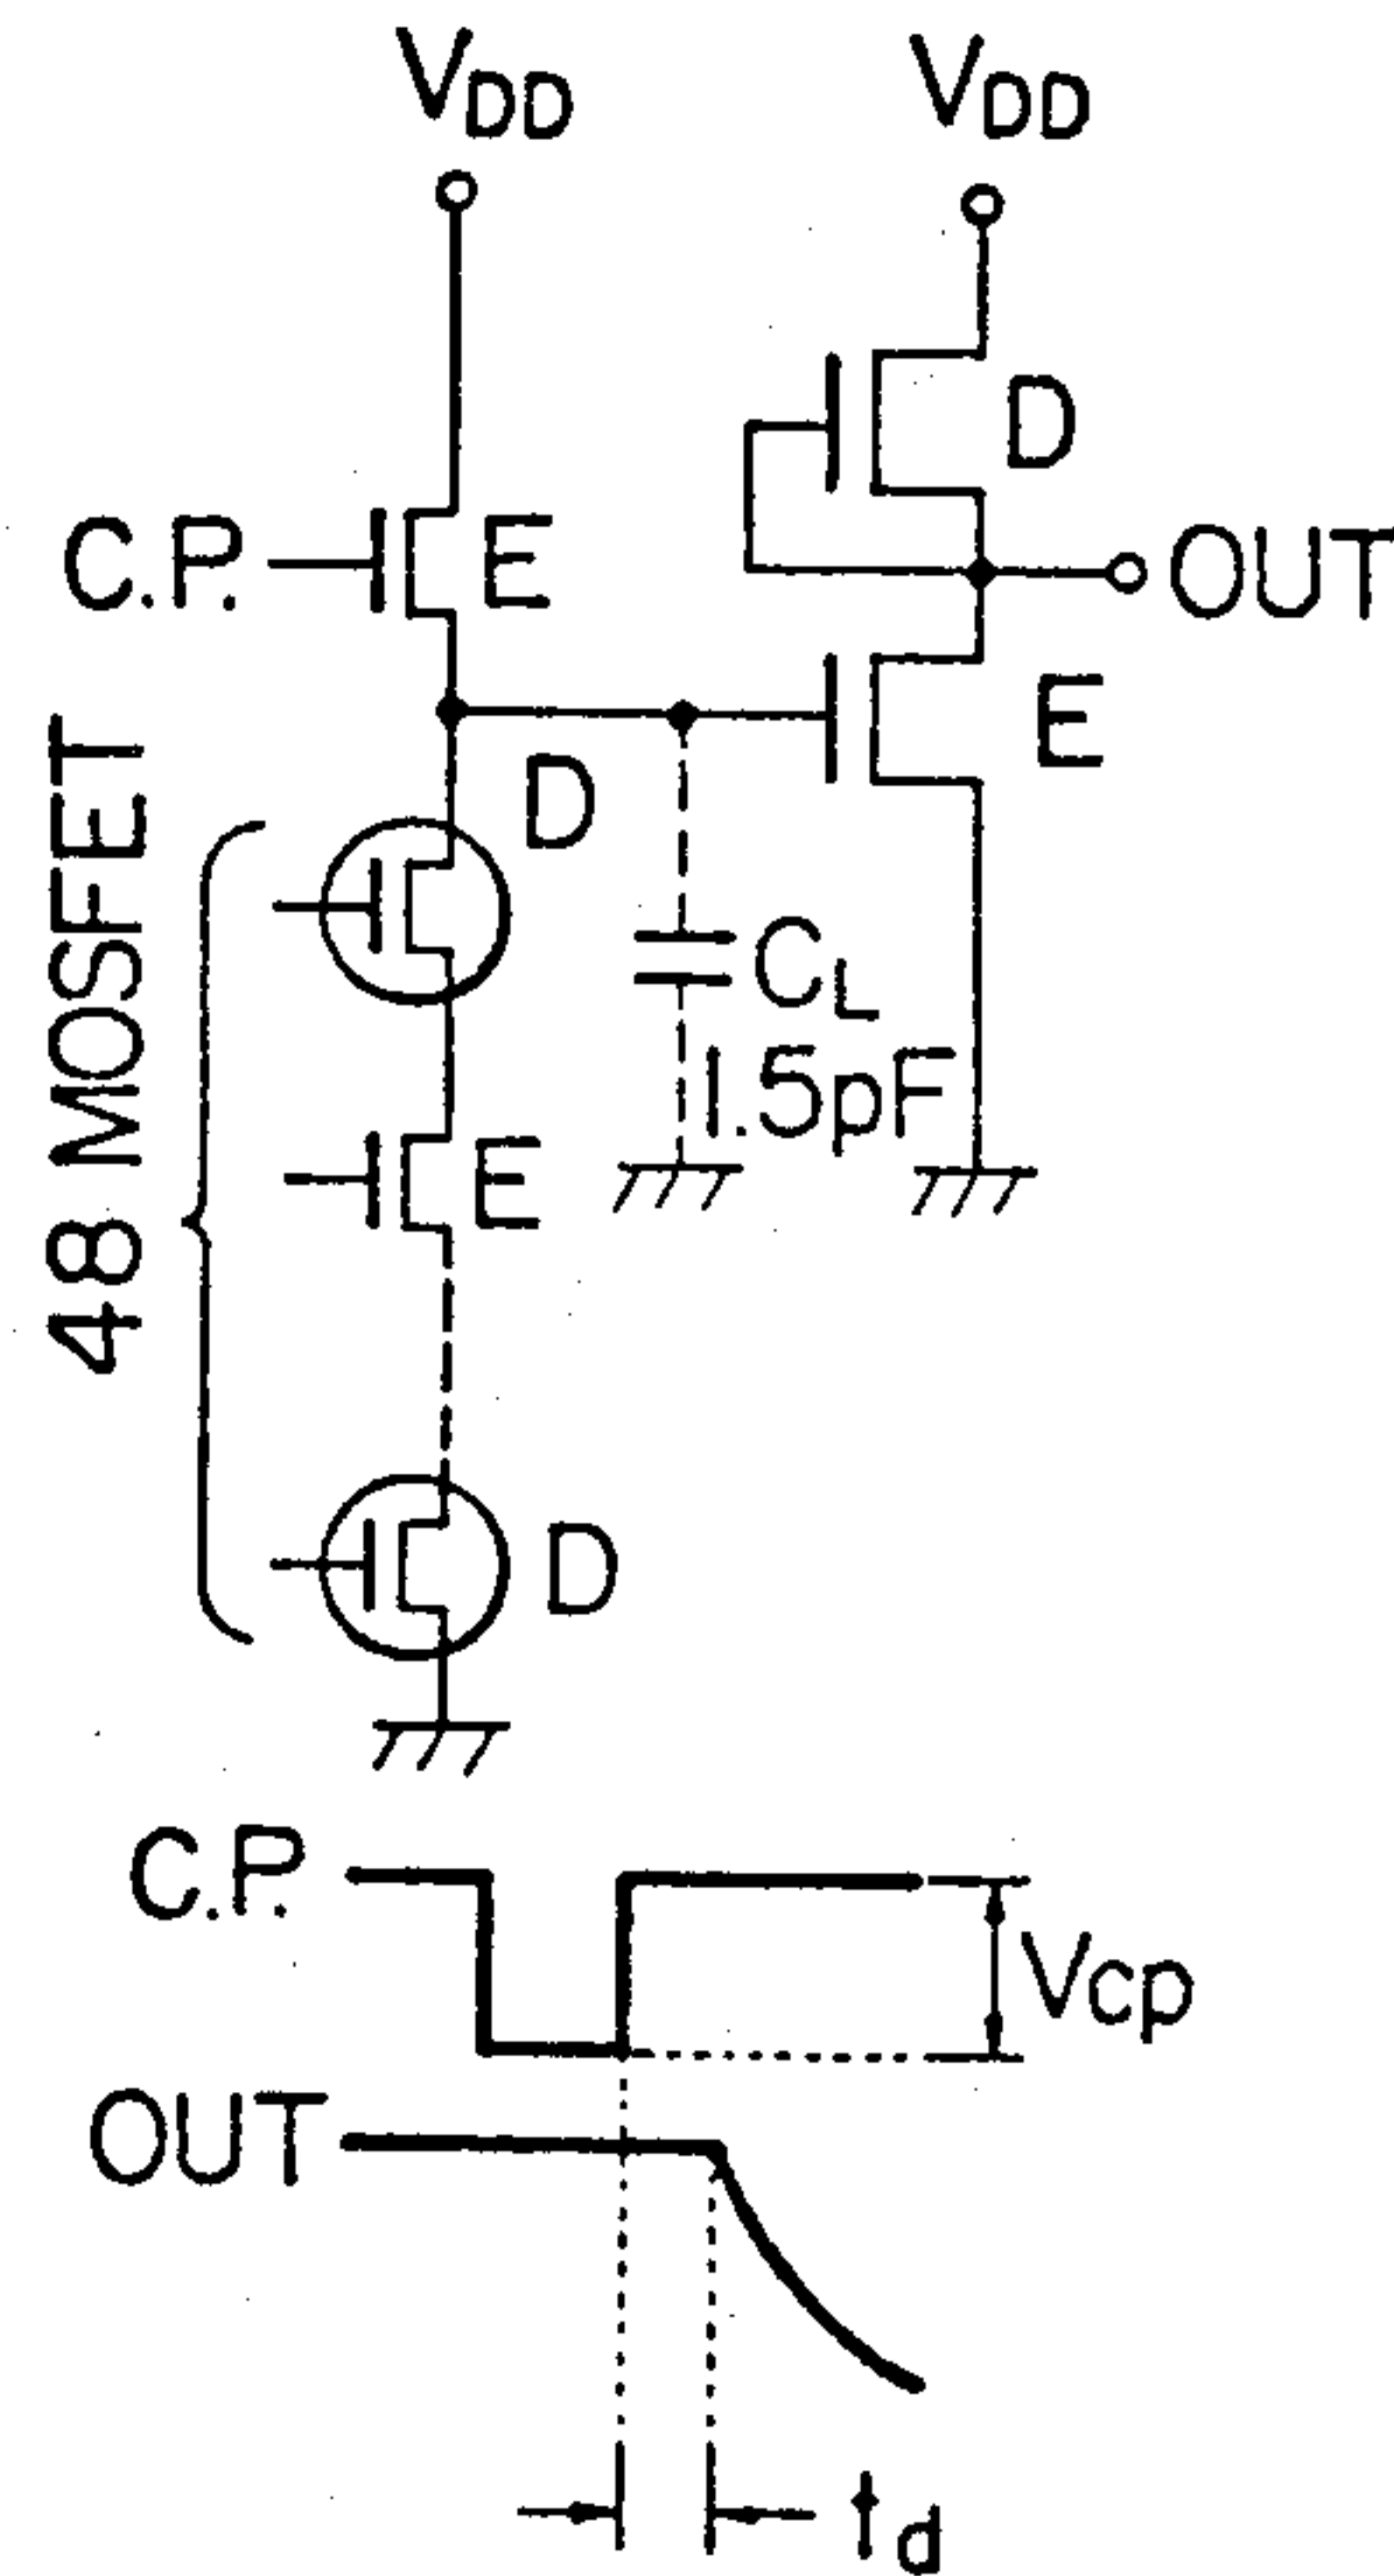 VDD VDD
D
C.P. E OUT
E
D
48 MOSFET
CL
1.5pF
E
D
C.P.
Vcp
OUT
td